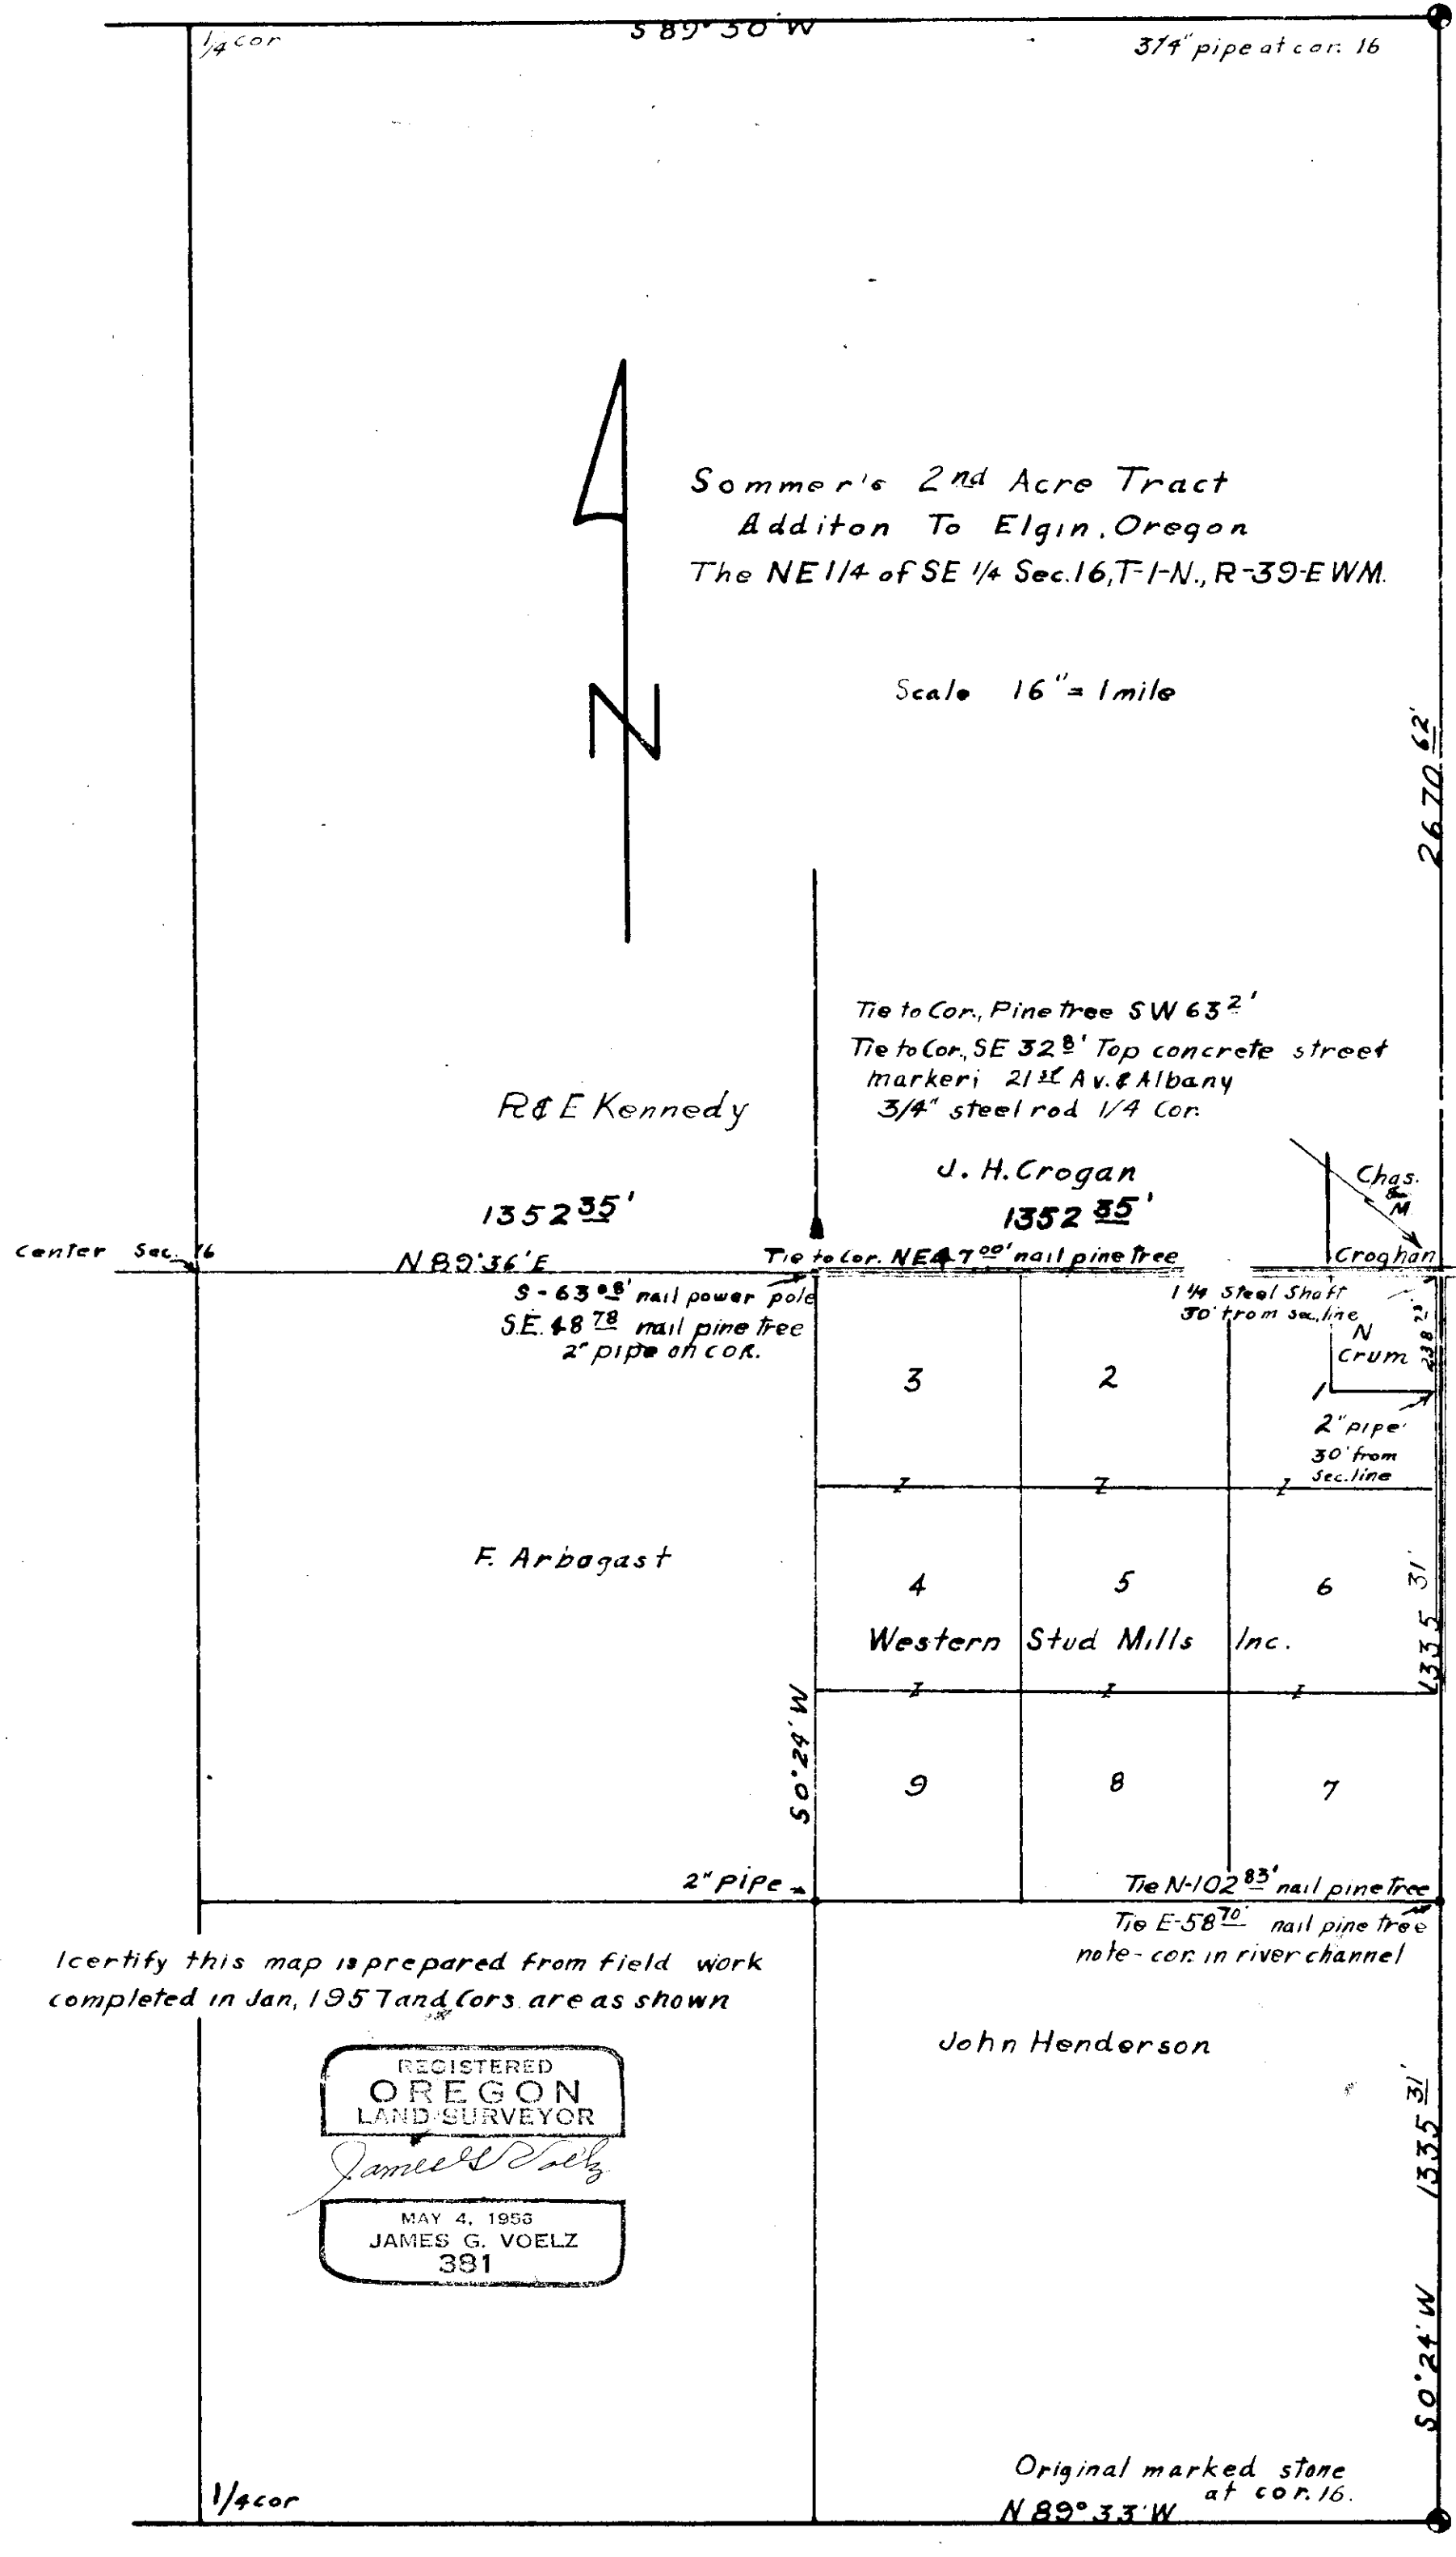 S 89° 50' W
1/4 cor
3/4" pipe at cor. 16
Sommer's 2nd Acre Tract
Additon To Elgin, Oregon
The NE 1/4 of SE 1/4 Sec. 16, T-1-N., R-39-E WM.
Scale 16" = 1 mile
2670 62'
Tie to Cor., Pine tree SW 63 2'
Tie to Cor., SE 32 8' Top concrete street
marker; 21st Av. & Albany
3/4" steel rod 1/4 Cor.
R & E Kennedy
J. H. Crogan
Chas.
&
M
Croghan
1352 35'
1352 35'
Center Sec. 16
N 89° 36' E
Tie to Cor. NE 47 00' nail pine tree
S-63 08' nail power pole
S.E. 48 78 nail pine tree
2" pipe on COR.
1 1/4 Steel Shaft
30' from sec. line
N
Crum
3
2
1
2" pipe
30' from
Sec. line
F. Arbogast
4
5
6
1335 31'
Western Stud Mills Inc.
S 0° 24' W
9
8
7
2" pipe
Tie N-102 83' nail pine tree
Tie E-58 70' nail pine tree
note - cor. in river channel
I certify this map is prepared from field work
completed in Jan, 1957 and Cors. are as shown
John Henderson
REGISTERED
OREGON
LAND SURVEYOR
James G Voelz
MAY 4, 1956
JAMES G. VOELZ
381
1335 31'
S 0° 24' W
Original marked stone
at cor. 16.
1/4 cor
N 89° 33' W